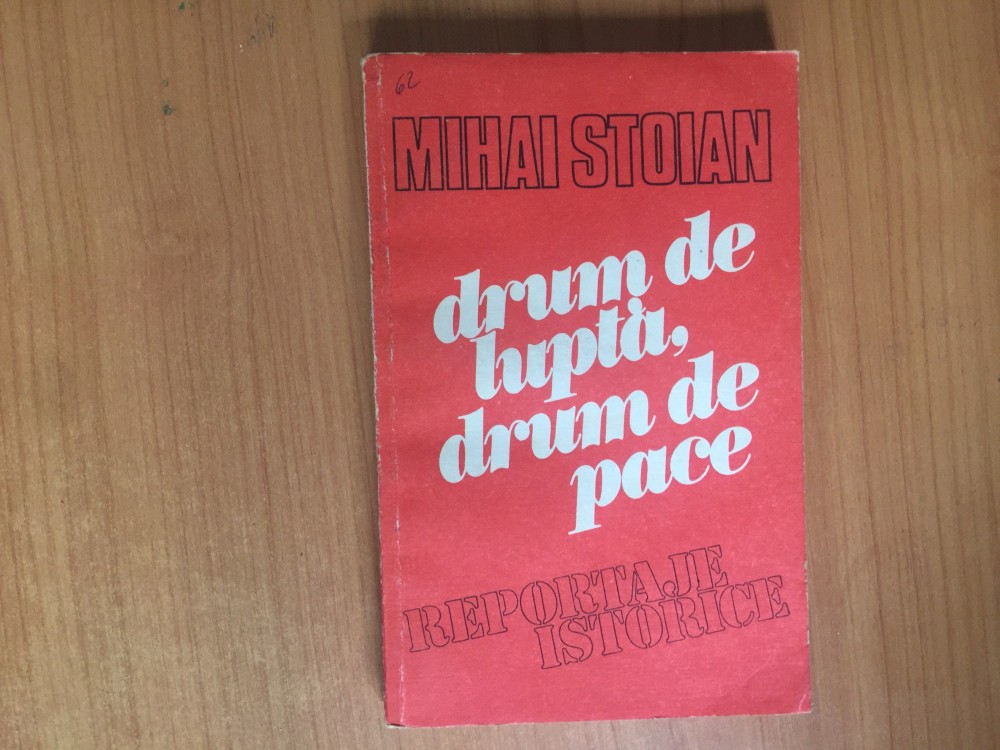 62
MIHAI STOIAN
drum de
luptă,
drum de
pace
REPORTAJE
ISTORICE